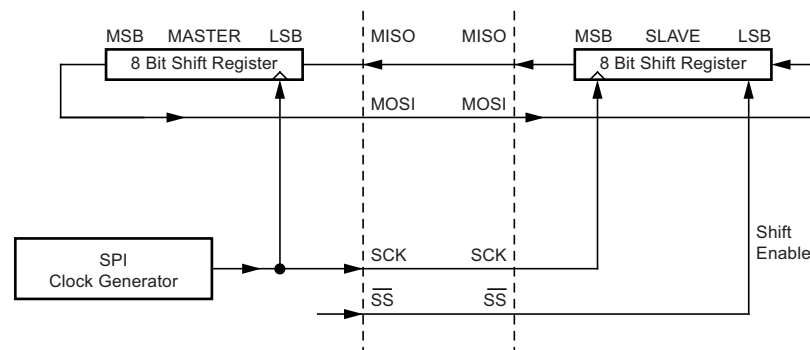 MSB MASTER LSB MISO MISO MSB SLAVE LSB
8 Bit Shift Register 8 Bit Shift Register
MOSI MOSI
SPI
Clock Generator
SCK SCK
Shift
Enable
SS SS